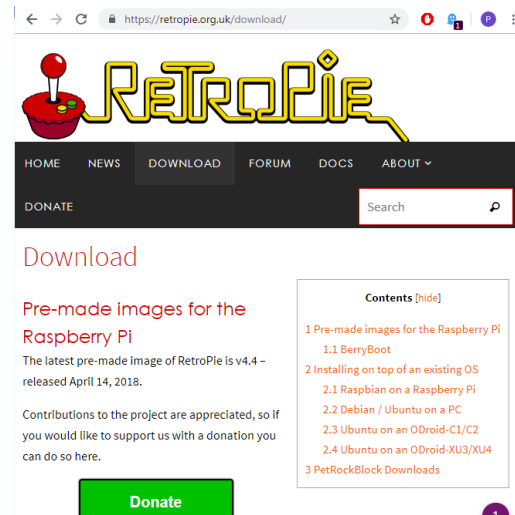 https://retropie.org.uk/download/
1
P
RETROPIE
HOME NEWS DOWNLOAD FORUM DOCS ABOUT
DONATE
Search
Download
Pre-made images for the
Raspberry Pi
The latest pre-made image of RetroPie is v4.4 –
released April 14, 2018.
Contributions to the project are appreciated, so if
you would like to support us with a donation you
can do so here.
Donate
Contents [hide]
1 Pre-made images for the Raspberry Pi
1.1 BerryBoot
2 Installing on top of an existing OS
2.1 Raspbian on a Raspberry Pi
2.2 Debian / Ubuntu on a PC
2.3 Ubuntu on an ODroid-C1/C2
2.4 Ubuntu on an ODroid-XU3/XU4
3 PetRockBlock Downloads
1